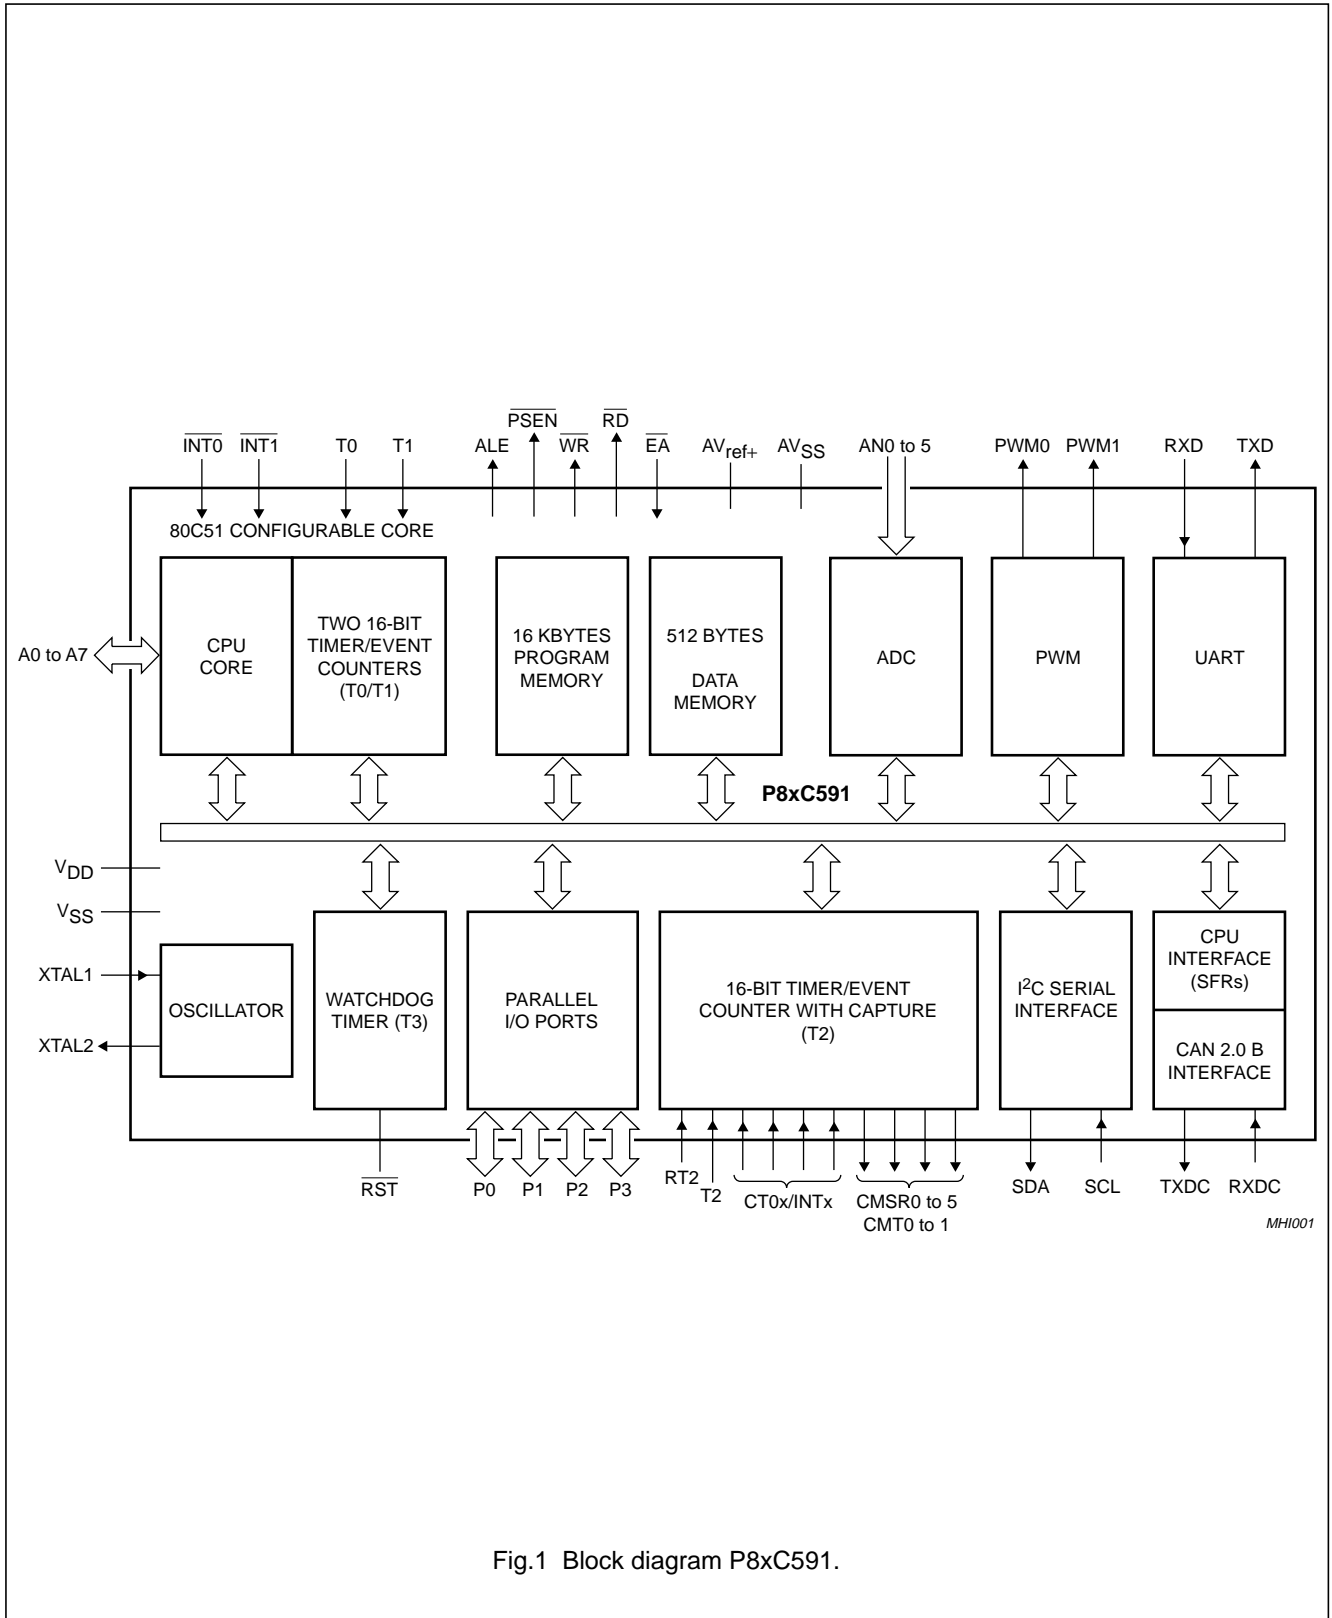 PSEN RD
INT0 INT1 T0 T1 ALE WR EA AVref+ AVSS AN0 to 5 PWM0 PWM1 RXD TXD
80C51 CONFIGURABLE CORE
CPU
CORE
TWO 16-BIT
TIMER/EVENT
COUNTERS
(T0/T1)
16 KBYTES
PROGRAM
MEMORY
512 BYTES
DATA
MEMORY
ADC
PWM
UART
A0 to A7
P8xC591
VDD
VSS
XTAL1
XTAL2
OSCILLATOR
WATCHDOG
TIMER (T3)
PARALLEL
I/O PORTS
16-BIT TIMER/EVENT
COUNTER WITH CAPTURE
(T2)
I2C SERIAL
INTERFACE
CPU
INTERFACE
(SFRs)
CAN 2.0 B
INTERFACE
RST
P0 P1 P2 P3
RT2
T2
CT0x/INTx
CMSR0 to 5
CMT0 to 1
SDA SCL TXDC RXDC
MHI001
Fig.1 Block diagram P8xC591.